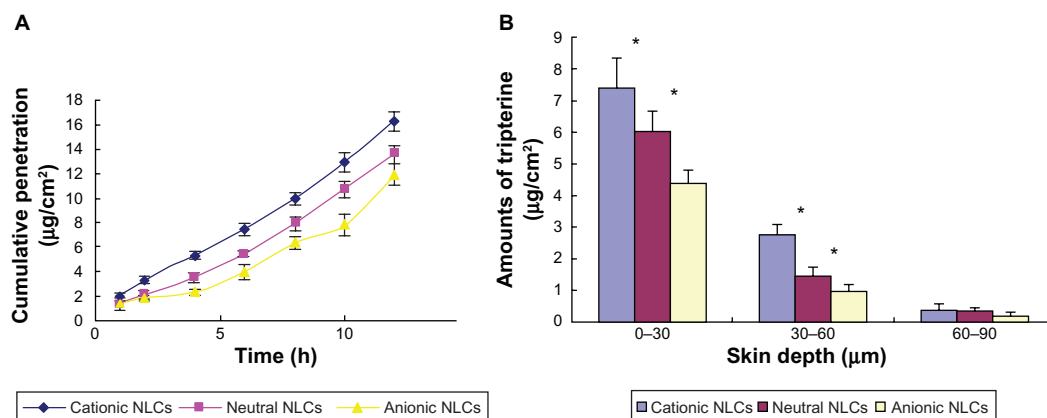 A
Cumulative penetration
(µg/cm²)
18
16
14
12
10
8
6
4
2
0
0
5
10
Time (h)
Cationic NLCs
Neutral NLCs
Anionic NLCs
B
Amounts of tripterine
(µg/cm²)
9
8
7
6
5
4
3
2
1
0
*
*
*
*
0–30
30–60
60–90
Skin depth (µm)
Cationic NLCs
Neutral NLCs
Anionic NLCs